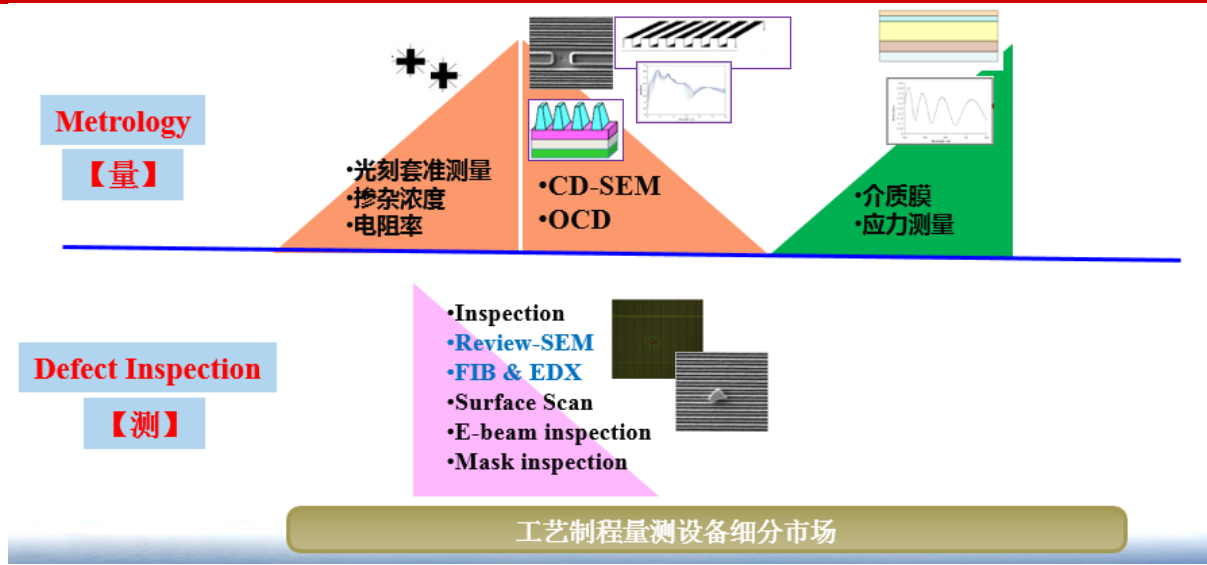 Metrology
【量】
•光刻套准测量
•掺杂浓度
•电阻率
•CD-SEM
•OCD
•介质膜
•应力测量
Defect Inspection
【测】
•Inspection
•Review-SEM
•FIB & EDX
•Surface Scan
•E-beam inspection
•Mask inspection
工艺制程量测设备细分市场